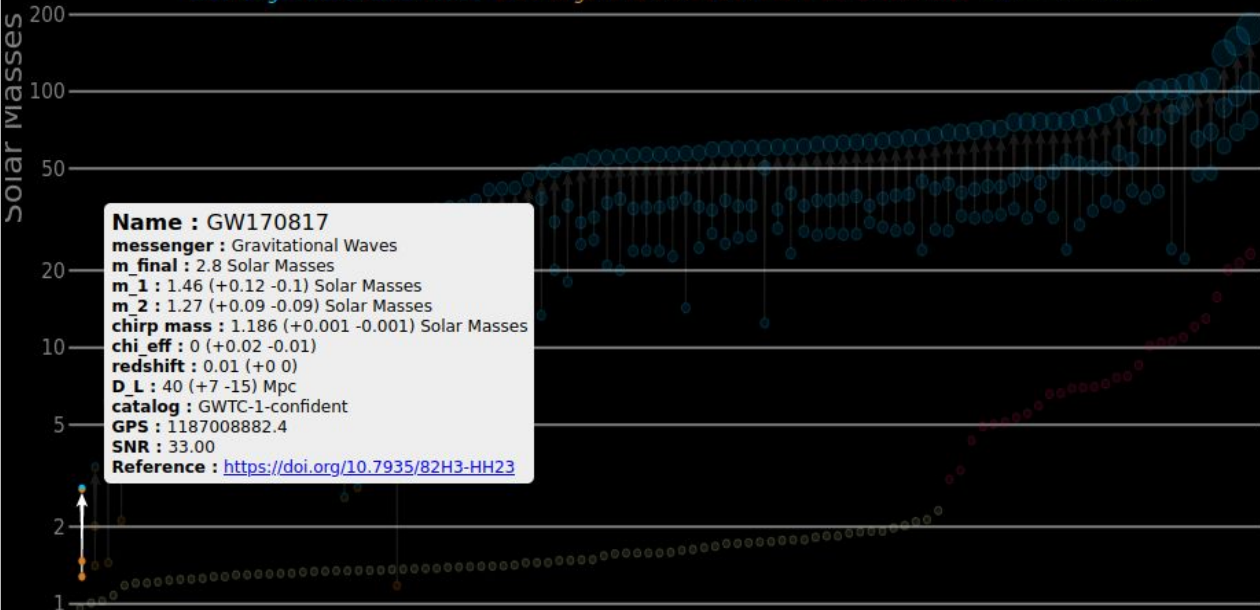 Solar Masses
200
100
50
20
10
5
2
1
Name : GW170817
messenger : Gravitational Waves
m_final : 2.8 Solar Masses
m_1 : 1.46 (+0.12 -0.1) Solar Masses
m_2 : 1.27 (+0.09 -0.09) Solar Masses
chirp mass : 1.186 (+0.001 -0.001) Solar Masses
chi_eff : 0 (+0.02 -0.01)
redshift : 0.01 (+0 0)
D_L : 40 (+7 -15) Mpc
catalog : GWTC-1-confident
GPS : 1187008882.4
SNR : 33.00
Reference : https://doi.org/10.7935/82H3-HH23